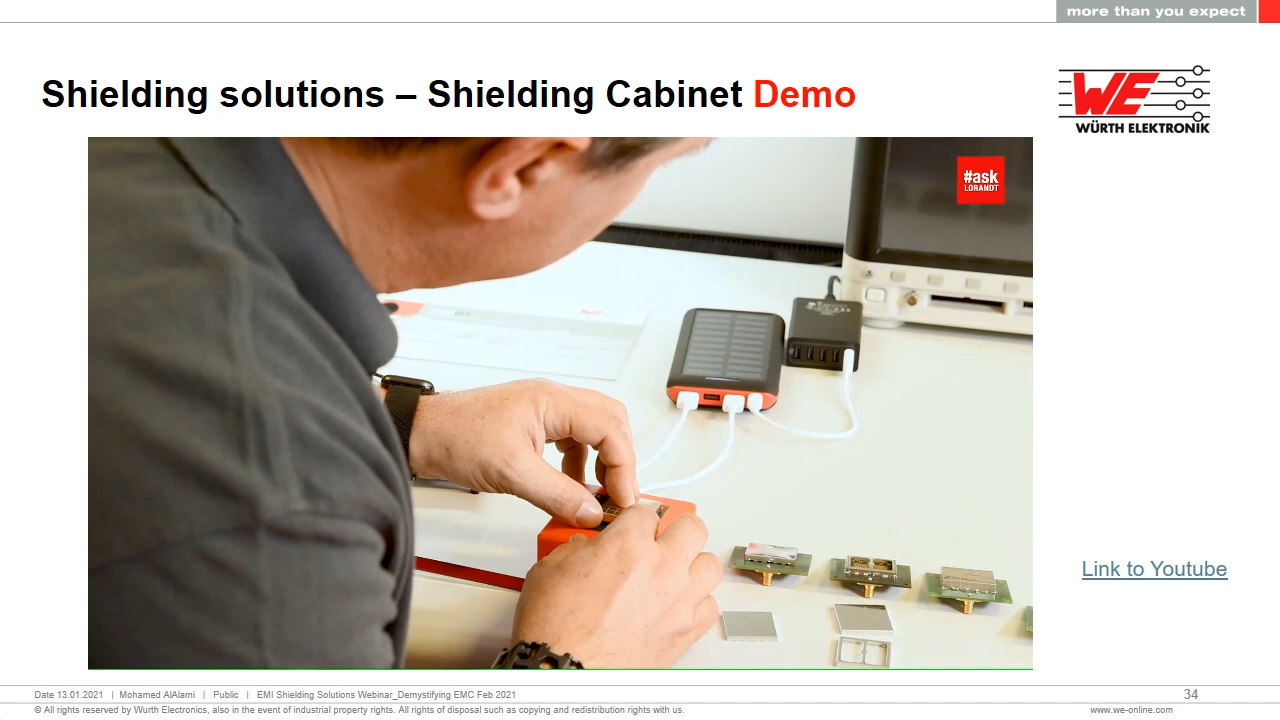 more than you expect
Shielding solutions – Shielding Cabinet Demo
WE
WÜRTH ELEKTRONIK
#ask
LORANDT
Link to Youtube
Date 13.01.2021 | Mohamed AlAlami | Public | EMI Shielding Solutions Webinar_Demystifying EMC Feb 2021
34
© All rights reserved by Wurth Electronics, also in the event of industrial property rights. All rights of disposal such as copying and redistribution rights with us.
www.we-online.com